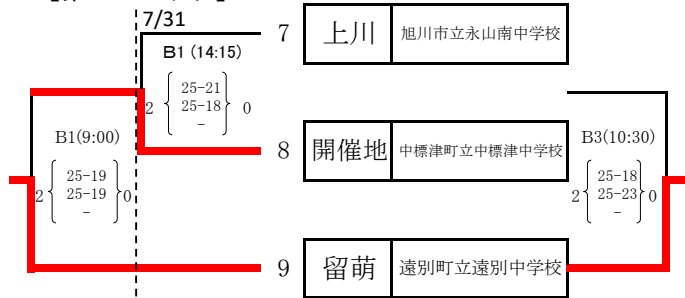 7/31
7 上川 旭川市立永山南中学校
B1 (14:15)
25-21
2 25-18 0
-
B1(9:00)
25-19
2 25-19 0
-
8 開催地 中標津町立中標津中学校
B3(10:30)
25-18
2 25-23 0
-
9 留萌 遠別町立遠別中学校